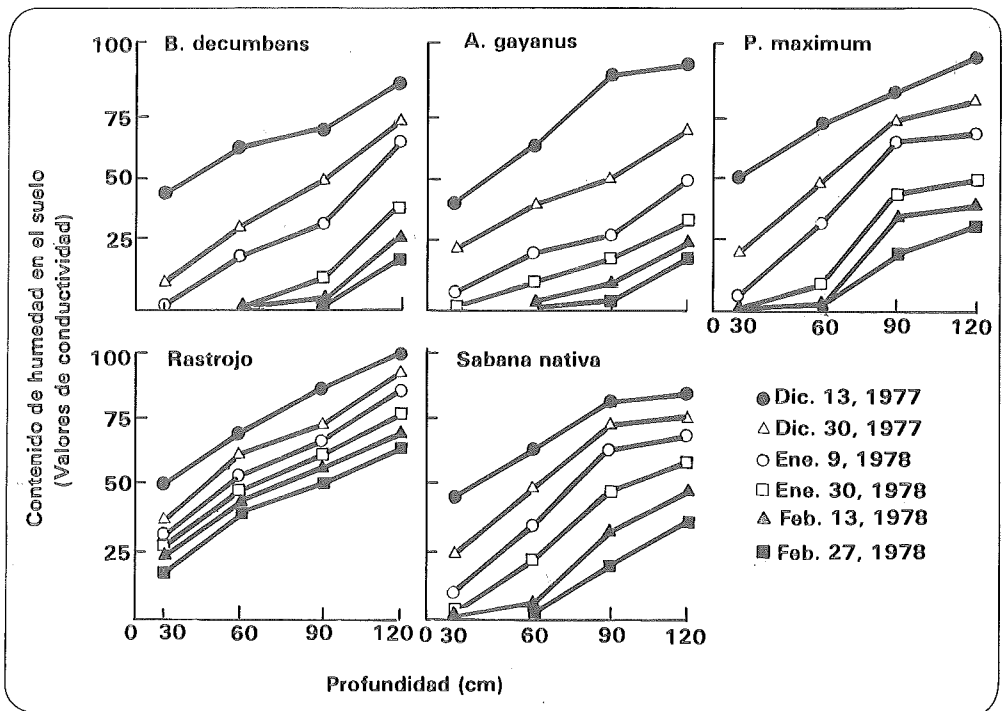 B. decumbens
A. gayanus
P. maximum
100
75
50
25
0 30 60 90 120
Contenido de humedad en el suelo
(Valores de conductividad)
Rastrojo
Sabana nativa
100
75
50
25
0 30 60 90 120
0 30 60 90 120
Dic. 13, 1977
Dic. 30, 1977
Ene. 9, 1978
Ene. 30, 1978
Feb. 13, 1978
Feb. 27, 1978
Profundidad (cm)